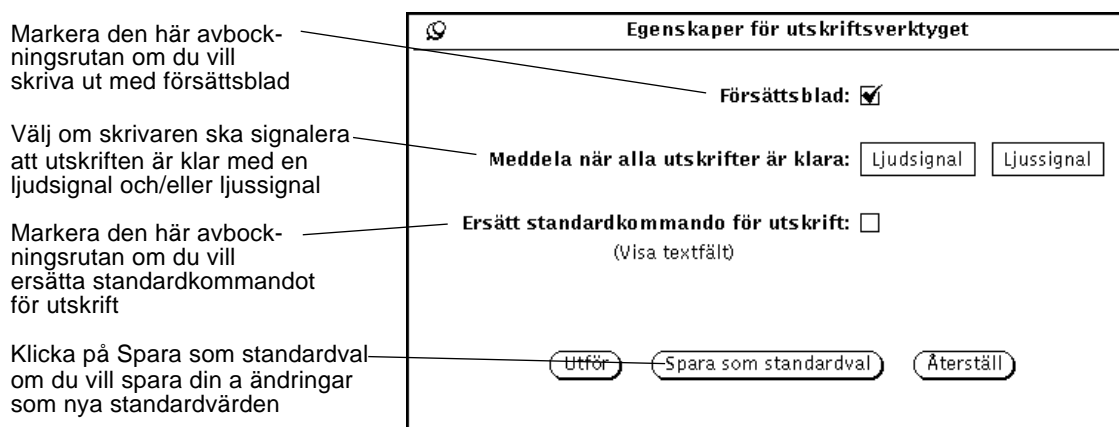 Markera den här avbock-
ningsrutan om du vill
skriva ut med försättsblad
Välj om skrivaren ska signalera
att utskriften är klar med en
ljudsignal och/eller ljussignal
Markera den här avbock-
ningsrutan om du vill
ersätta standardkommandot
för utskrift
Klicka på Spara som standardval
om du vill spara din a ändringar
som nya standardvärden
Egenskaper för utskriftsverktyget
Försättsblad:
Meddela när alla utskrifter är klara: Ljudsignal Ljussignal
Ersätt standardkommando för utskrift:
(Visa textfält)
Utför Spara som standardval Återställ